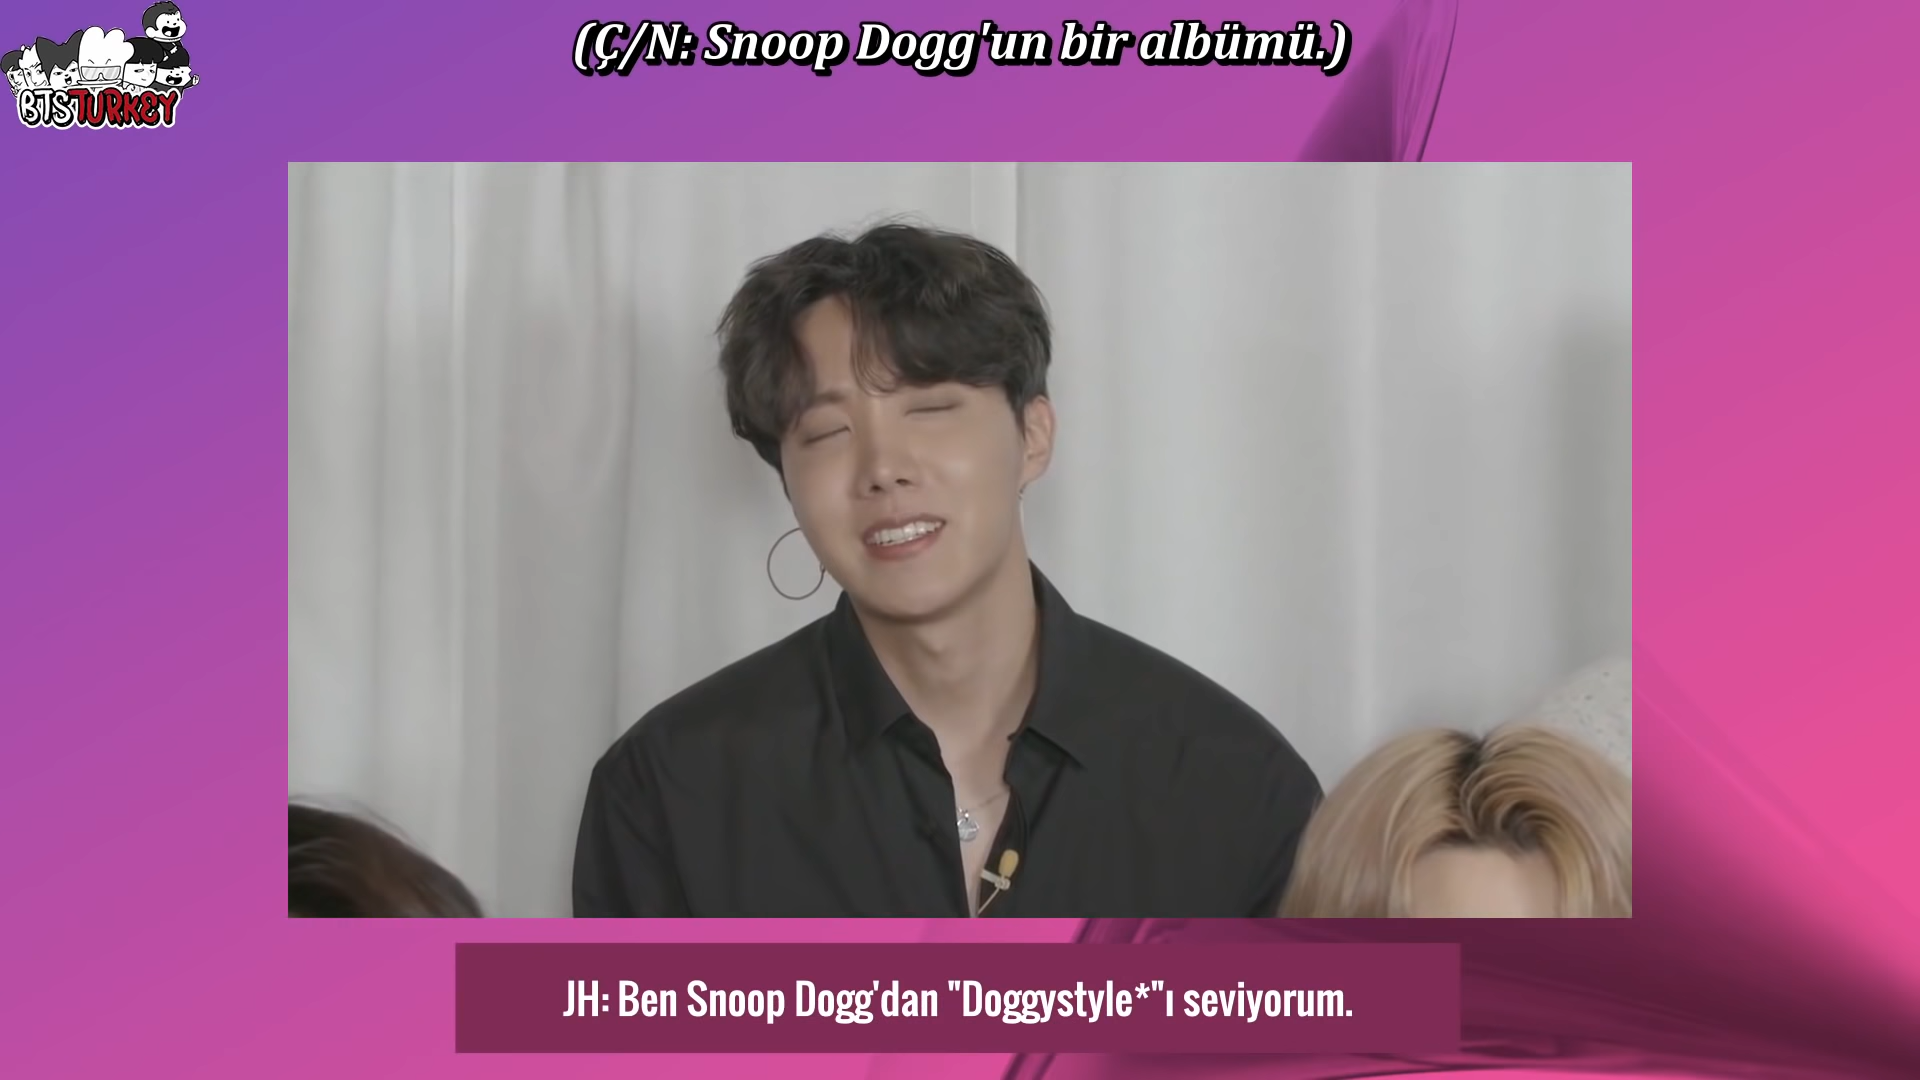 (Ç/N: Snoop Dogg'un bir albümü.)
BTSTURKEY
JH: Ben Snoop Dogg'dan "Doggystyle*"ı seviyorum.